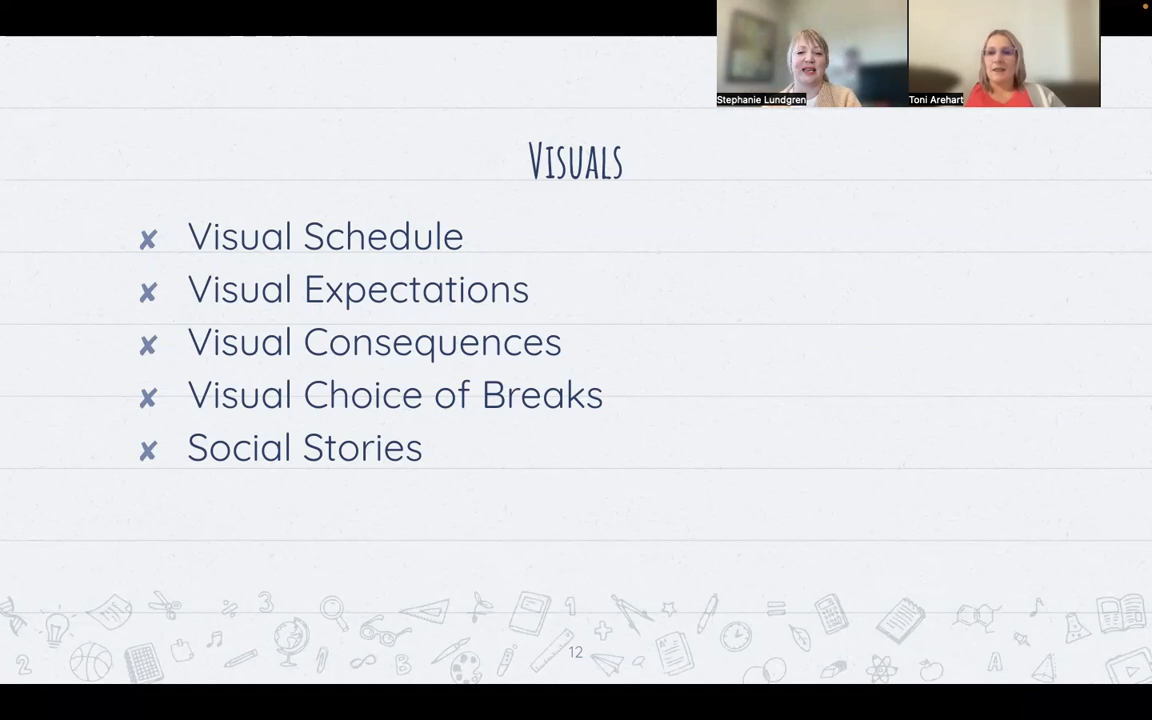 Stephanie Lundgren
Toni Arehart
Visuals
✘ Visual Schedule
✘ Visual Expectations
✘ Visual Consequences
✘ Visual Choice of Breaks
✘ Social Stories
12